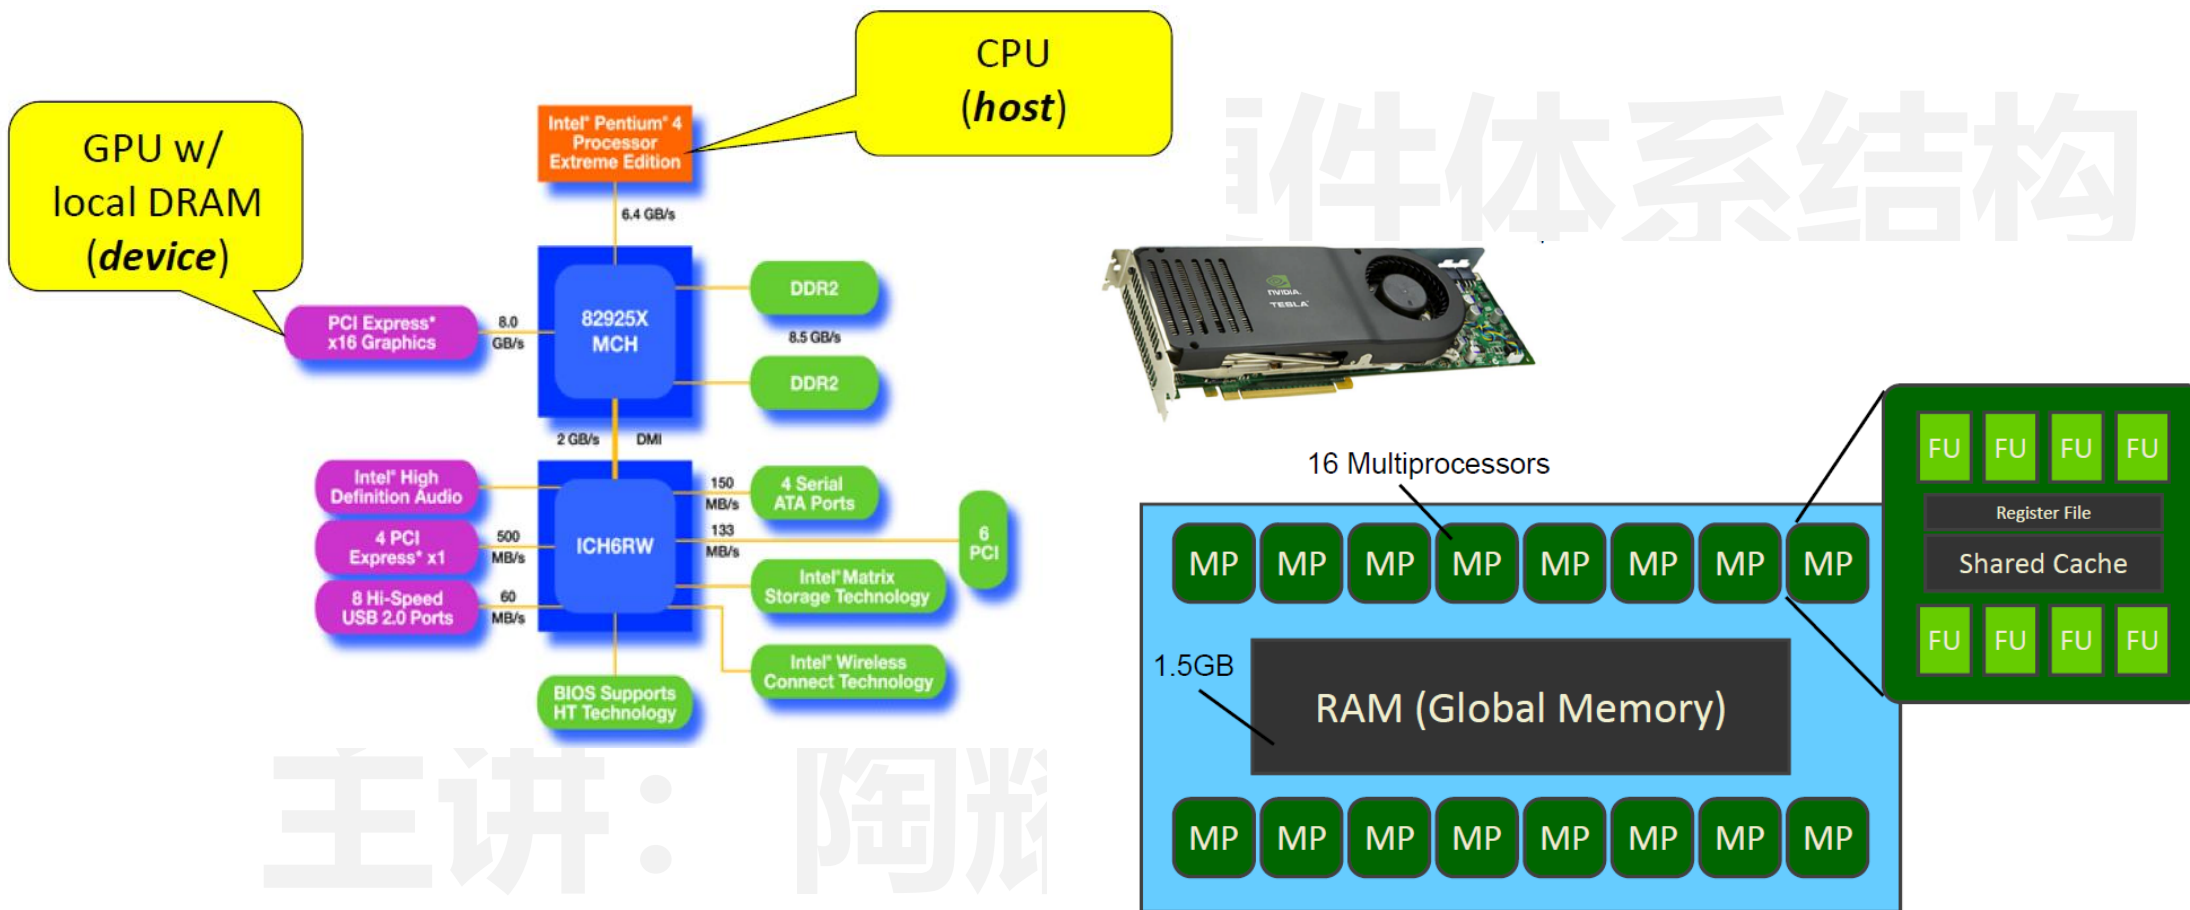 CPU
(host)
GPU w/
local DRAM
(device)
Intel® Pentium® 4
Processor
Extreme Edition
6.4 GB/s
PCI Express*
x16 Graphics
8.0
GB/s
82925X
MCH
DDR2
8.5 GB/s
DDR2
2 GB/s
DMI
Intel® High
Definition Audio
4 PCI
Express* x1
500
MB/s
8 Hi-Speed
USB 2.0 Ports
60
MB/s
ICH6RW
150
MB/s
4 Serial
ATA Ports
133
MB/s
6
PCI
Intel® Matrix
Storage Technology
Intel® Wireless
Connect Technology
BIOS Supports
HT Technology
件体系结构
NVIDIA.
TESLA
16 Multiprocessors
MP MP MP MP MP MP MP MP
1.5GB
RAM (Global Memory)
MP MP MP MP MP MP MP MP
FU FU FU FU
Register File
Shared Cache
FU FU FU FU
主讲：陶